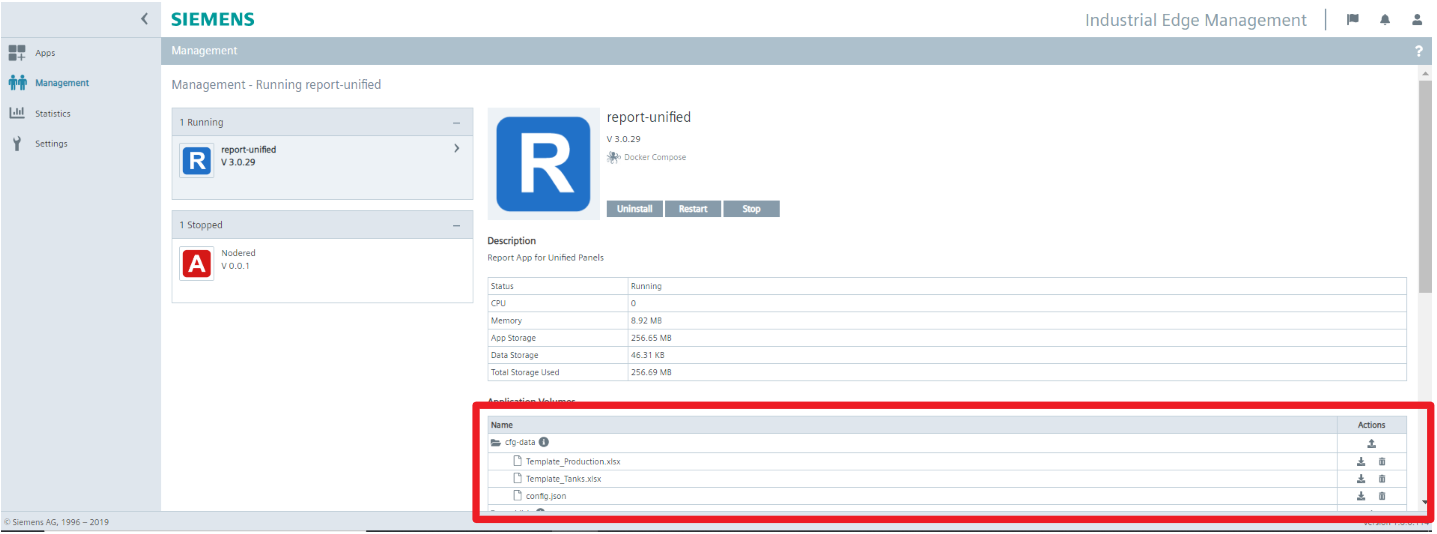 SIEMENS
Industrial Edge Management
Apps
Management
Statistics
Settings
Management
?
Management - Running report-unified
1 Running
R
report-unified
V 3.0.29
1 Stopped
A
Nodered
V 0.0.1
R
report-unified
V 3.0.29
Docker Compose
Uninstall Restart Stop
Description
Report App for Unified Panels
Status Running
CPU 0
Memory 8.92 MB
App Storage 256.65 MB
Data Storage 46.31 KB
Total Storage Used 256.69 MB
Application Volumes
Name Actions
cfg-data
Template_Production.xlsx
Template_Tanks.xlsx
config.json
© Siemens AG, 1996 – 2019